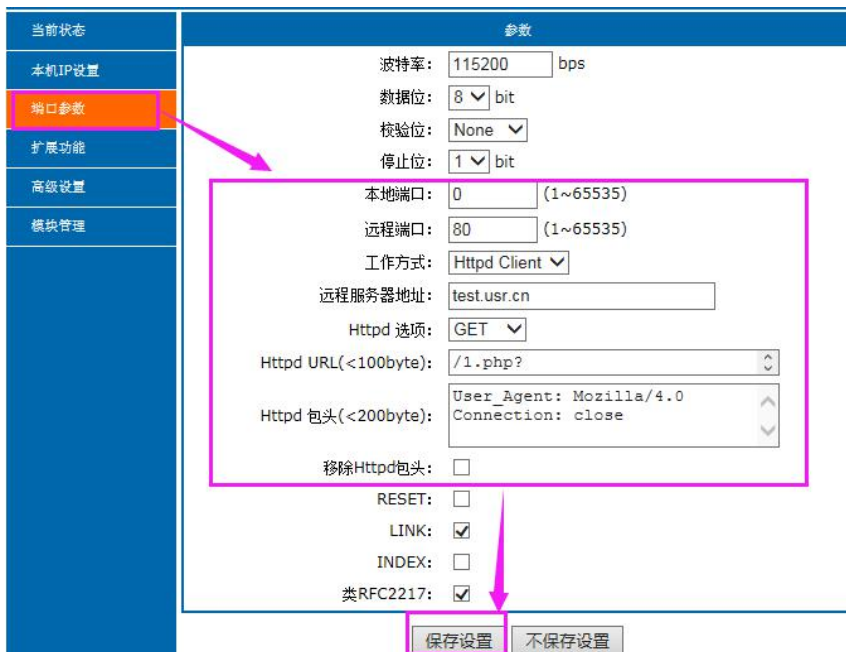 当前状态
本机IP设置
端口参数
扩展功能
高级设置
模块管理
参数
波特率: 115200 bps
数据位: 8 bit
校验位: None
停止位: 1 bit
本地端口: 0 (1~65535)
远程端口: 80 (1~65535)
工作方式: Httpd Client
远程服务器地址: test.usr.cn
Httpd 选项: GET
Httpd URL(<100byte): /1.php?
Httpd 包头(<200byte): User_Agent: Mozilla/4.0
Connection: close
移除Httpd包头:
RESET:
LINK:
INDEX:
类RFC2217:
保存设置 不保存设置